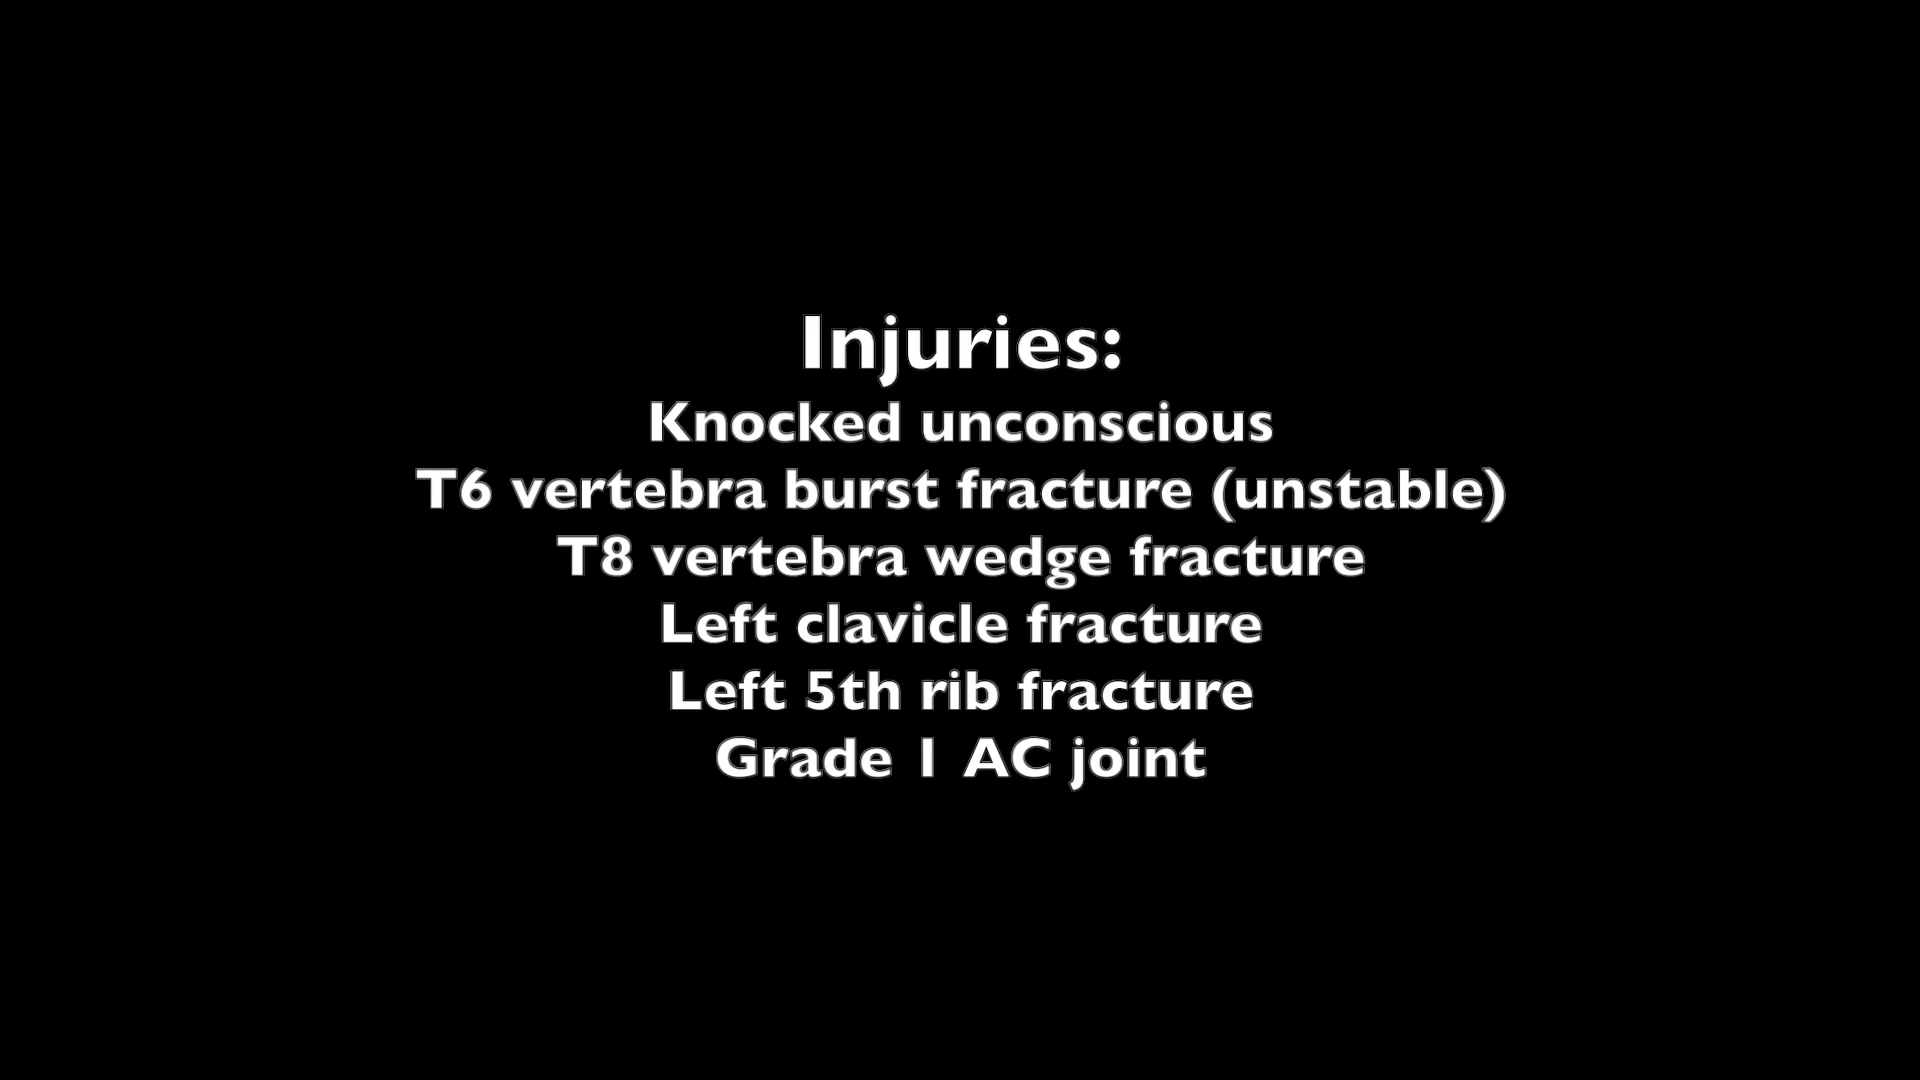 Injuries:
Knocked unconscious
T6 vertebra burst fracture (unstable)
T8 vertebra wedge fracture
Left clavicle fracture
Left 5th rib fracture
Grade 1 AC joint